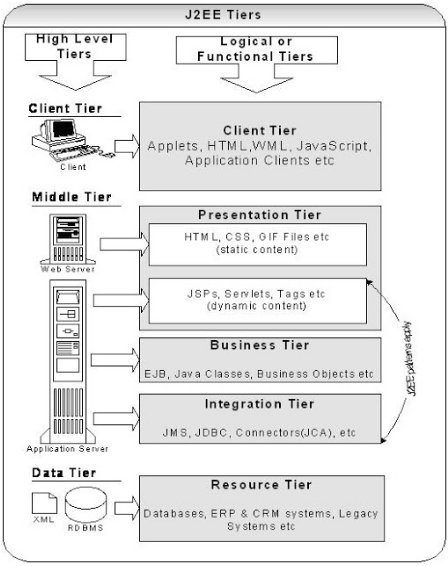 J2EE Tiers
High Level
Tiers
Logical or
Functional Tiers
Client Tier
Client
Client Tier
Applets, HTML,WML, JavaScript,
Application Clients etc
Middle Tier
Web Server
Presentation Tier
HTML, CSS, GIF Files etc
(static content)
JSPs, Servlets, Tags etc
(dynamic content)
J2EE patterns apply
Business Tier
EJB, Java Classes, Business Objects etc
Integration Tier
JMS, JDBC, Connectors(JCA), etc
Application Server
Data Tier
XML
RDBMS
Resource Tier
Databases, ERP & CRM systems, Legacy
Systems etc